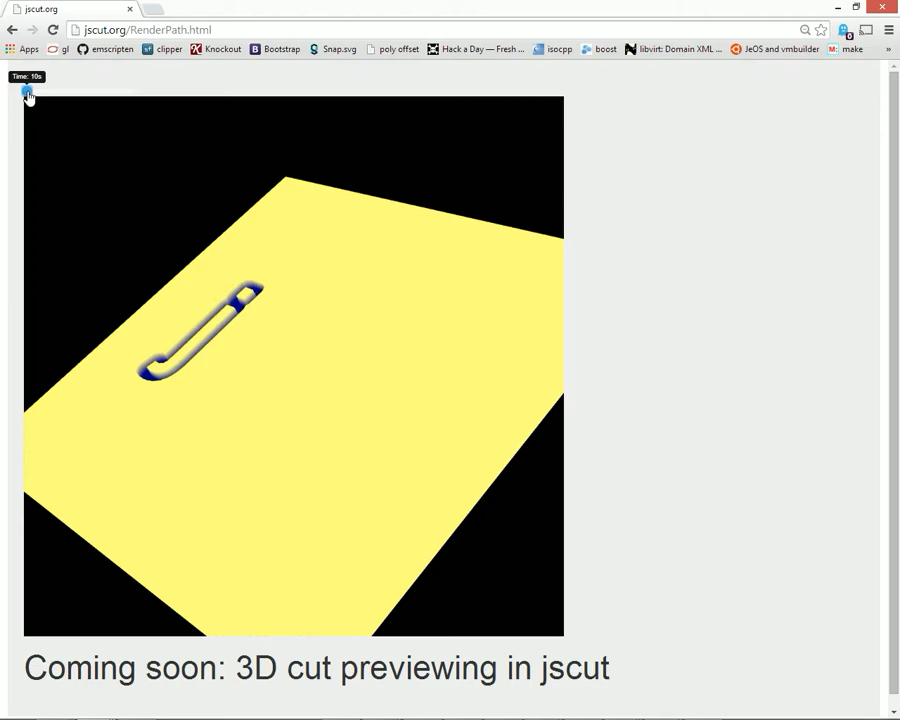 jscut.org
jscut.org/RenderPath.html
Apps gl emscripten clipper Knockout Bootstrap Snap.svg poly offset Hack a Day — Fresh ... isocpp boost libvirt: Domain XML ... JeOS and vmbuilder make »
Time: 10s
j
Coming soon: 3D cut previewing in jscut